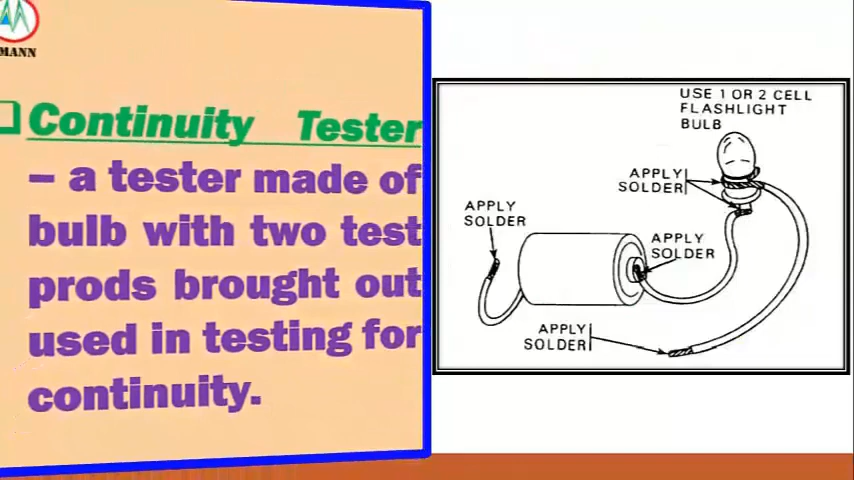 MANN
Continuity Tester
– a tester made of
bulb with two test
prods brought out
used in testing for
continuity.
USE 1 OR 2 CELL
FLASHLIGHT
BULB
APPLY
SOLDER
APPLY
SOLDER
APPLY
SOLDER
APPLY
SOLDER